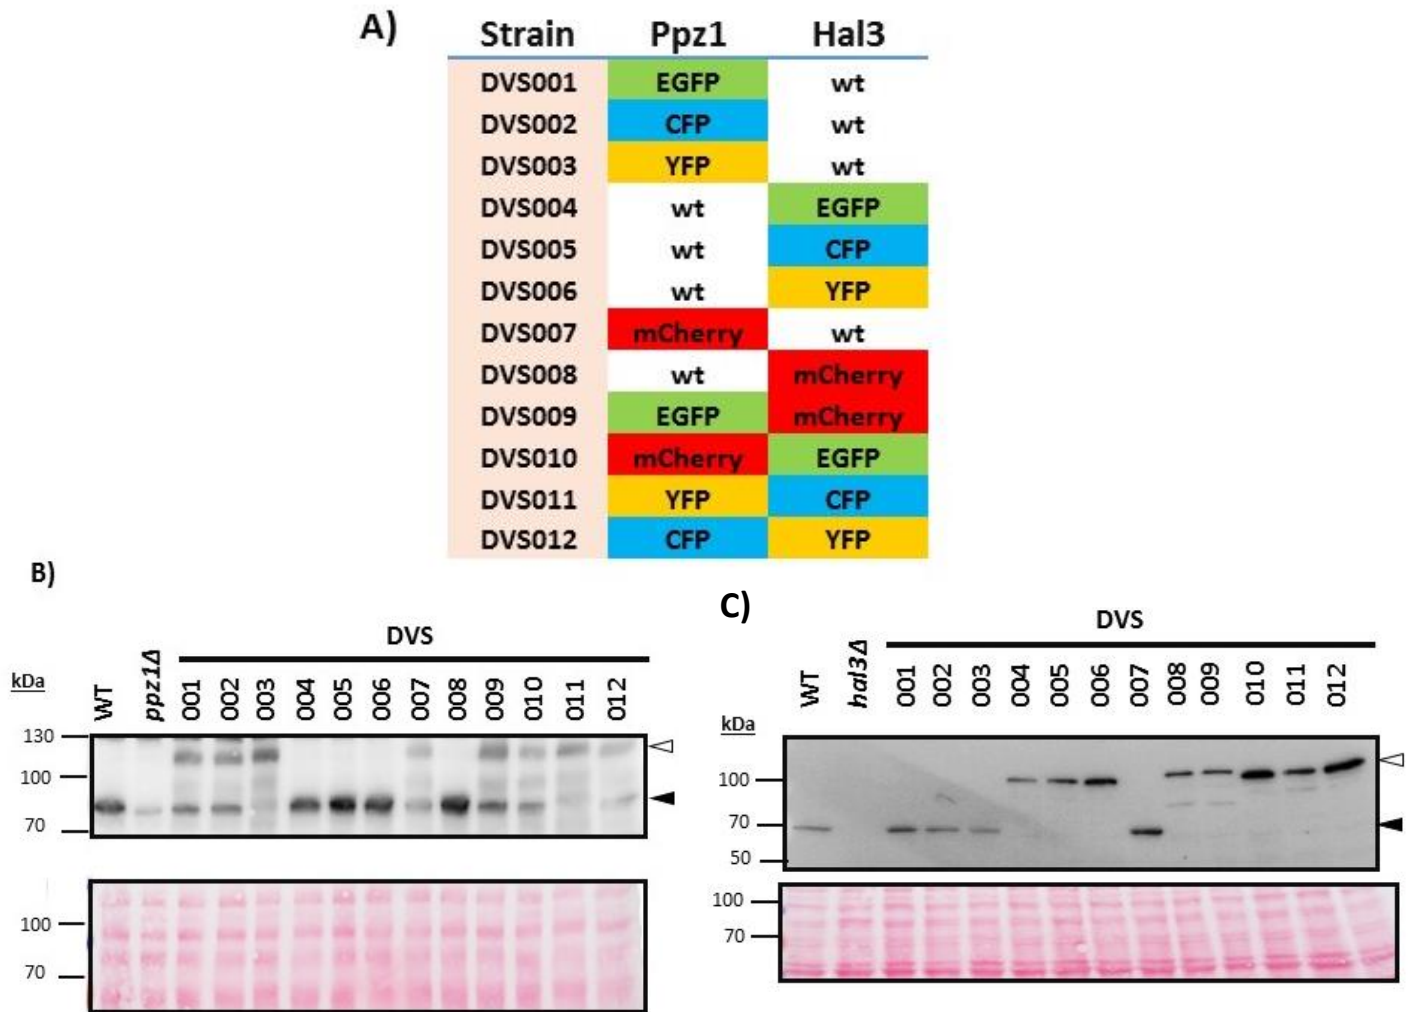 A)
Strain Ppz1 Hal3
DVS001 EGFP wt
DVS002 CFP wt
DVS003 YFP wt
DVS004 wt EGFP
DVS005 wt CFP
DVS006 wt YFP
DVS007 mCherry wt
DVS008 wt mCherry
DVS009 EGFP mCherry
DVS010 mCherry EGFP
DVS011 YFP CFP
DVS012 CFP YFP
B)
DVS
kDa WT ppz1Δ 001 002 003 004 005 006 007 008 009 010 011 012
130
100
70
100
70
C)
DVS
kDa WT hal3Δ 001 002 003 004 005 006 007 008 009 010 011 012
100
70
50
100
70